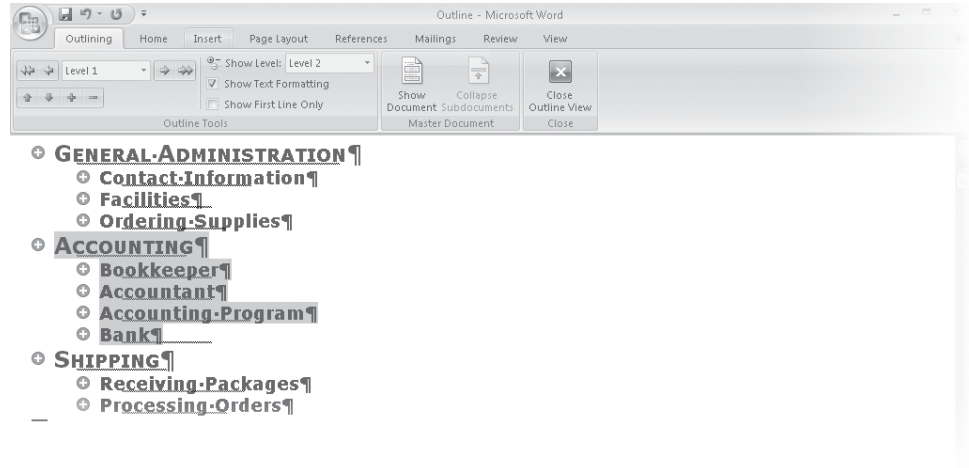 Outline - Microsoft Word
Outlining Home Insert Page Layout References Mailings Review View
Level 1 Show Level: Level 2
Show Text Formatting
Show First Line Only
Show Document Collapse Subdocuments Close Outline View
Outline Tools Master Document Close
GENERAL·ADMINISTRATION¶
Contact·Information¶
Facilities¶
Ordering·Supplies¶
ACCOUNTING¶
Bookkeeper¶
Accountant¶
Accounting·Program¶
Bank¶
SHIPPING¶
Receiving·Packages¶
Processing·Orders¶